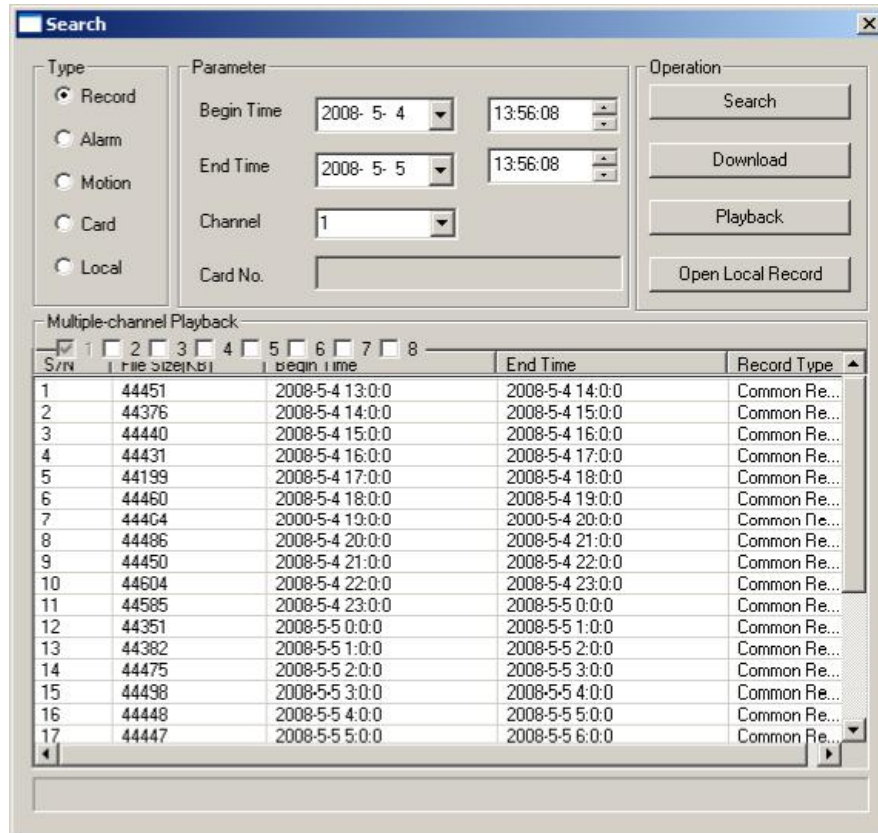 Search
Type
Parameter
Operation
Record
Begin Time
2008- 5- 4
13:56:08
Search
Alarm
End Time
2008- 5- 5
13:56:08
Download
Motion
Card
Channel
1
Playback
Local
Card No.
Open Local Record
Multiple-channel Playback
1 2 3 4 5 6 7 8
S/N File Size[KB] Begin Time End Time Record Type
1 44451 2008-5-4 13:0:0 2008-5-4 14:0:0 Common Re...
2 44376 2008-5-4 14:0:0 2008-5-4 15:0:0 Common Re...
3 44440 2008-5-4 15:0:0 2008-5-4 16:0:0 Common Re...
4 44431 2008-5-4 16:0:0 2008-5-4 17:0:0 Common Re...
5 44199 2008-5-4 17:0:0 2008-5-4 18:0:0 Common Re...
6 44460 2008-5-4 18:0:0 2008-5-4 19:0:0 Common Re...
7 2008-5-4 19:0:0 2008-5-4 20:0:0 Common Re...
8 44486 2008-5-4 20:0:0 2008-5-4 21:0:0 Common Re...
9 44450 2008-5-4 21:0:0 2008-5-4 22:0:0 Common Re...
10 44604 2008-5-4 22:0:0 2008-5-4 23:0:0 Common Re...
11 44585 2008-5-4 23:0:0 2008-5-5 0:0:0 Common Re...
12 44351 2008-5-5 0:0:0 2008-5-5 1:0:0 Common Re...
13 44382 2008-5-5 1:0:0 2008-5-5 2:0:0 Common Re...
14 44475 2008-5-5 2:0:0 2008-5-5 3:0:0 Common Re...
15 44498 2008-5-5 3:0:0 2008-5-5 4:0:0 Common Re...
16 44448 2008-5-5 4:0:0 2008-5-5 5:0:0 Common Re...
17 44447 2008-5-5 5:0:0 2008-5-5 6:0:0 Common Re...